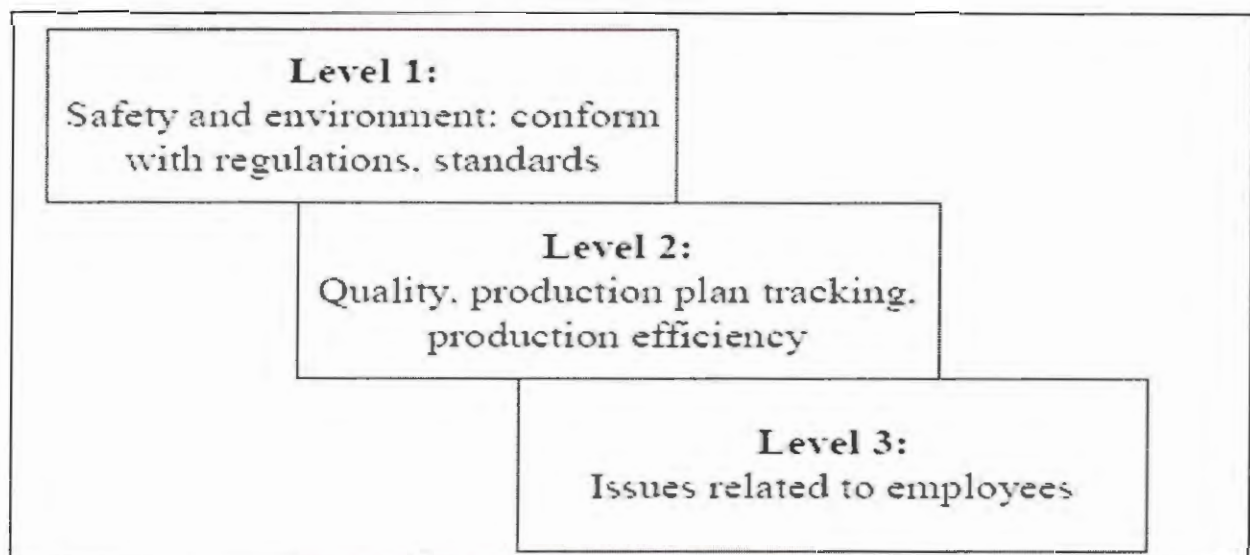 Level 1:
Safety and environment: conform
with regulations, standards
Level 2:
Quality, production plan tracking,
production efficiency
Level 3:
Issues related to employees